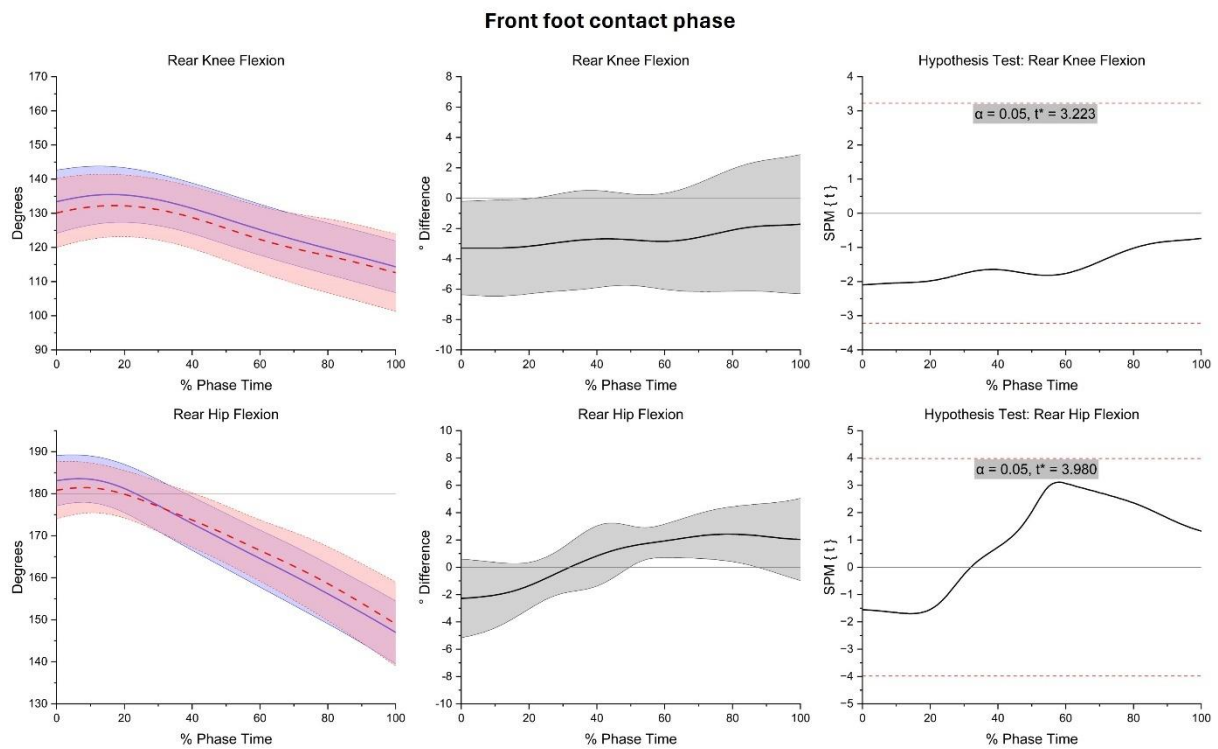 Front foot contact phase
Rear Knee Flexion
170
160
150
140
130
120
110
100
90
Degrees
0 20 40 60 80 100
% Phase Time
Rear Knee Flexion
8
6
4
2
0
−2
−4
−6
−8
−10
° Difference
0 20 40 60 80 100
% Phase Time
Hypothesis Test: Rear Knee Flexion
4
3
2
1
0
−1
−2
−3
−4
SPM { t }
α = 0.05, t* = 3.223
0 20 40 60 80 100
% Phase Time
Rear Hip Flexion
190
180
170
160
150
140
130
Degrees
0 20 40 60 80 100
% Phase Time
Rear Hip Flexion
10
8
6
4
2
0
−2
−4
−6
−8
−10
° Difference
0 20 40 60 80 100
% Phase Time
Hypothesis Test: Rear Hip Flexion
5
4
3
2
1
0
−1
−2
−3
−4
−5
SPM { t }
α = 0.05, t* = 3.980
0 20 40 60 80 100
% Phase Time